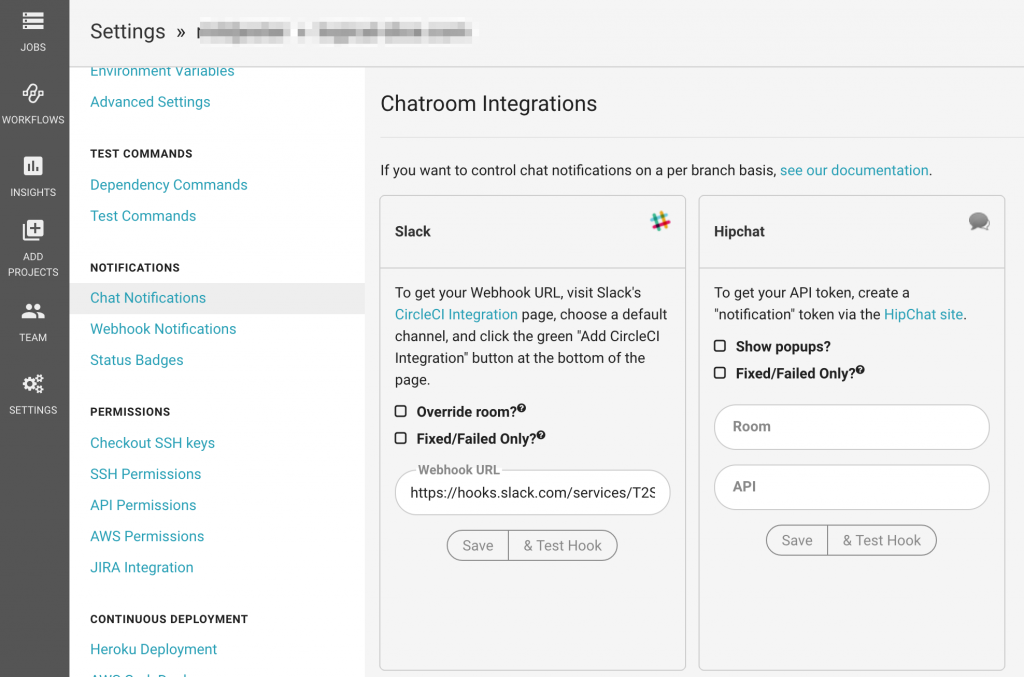 JOBS
WORKFLOWS
INSIGHTS
ADD
PROJECTS
TEAM
SETTINGS
Settings »
Environment Variables
Advanced Settings
TEST COMMANDS
Dependency Commands
Test Commands
NOTIFICATIONS
Chat Notifications
Webhook Notifications
Status Badges
PERMISSIONS
Checkout SSH keys
SSH Permissions
API Permissions
AWS Permissions
JIRA Integration
CONTINUOUS DEPLOYMENT
Heroku Deployment
Chatroom Integrations
If you want to control chat notifications on a per branch basis, see our documentation.
Slack
To get your Webhook URL, visit Slack's
CircleCI Integration page, choose a default
channel, and click the green "Add CircleCI
Integration" button at the bottom of the
page.
Override room??
Fixed/Failed Only??
Webhook URL
https://hooks.slack.com/services/T2S
Save & Test Hook
Hipchat
To get your API token, create a
"notification" token via the HipChat site.
Show popups?
Fixed/Failed Only??
Room
API
Save & Test Hook